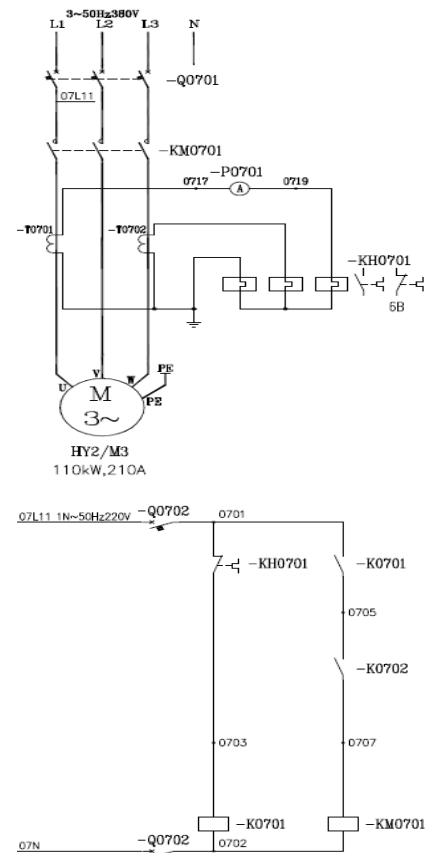 3~50Hz380V
L1 L2 L3 N
-Q0701
07L11
-KM0701
-P0701
0717 A 0719
-T0701 -T0702
-KH0701
6B
U V W PE
M PE
3~
HY2/M3
110kW,210A
-Q0702
07L11 1N~50Hz220V 0701
-KH0701 -K0701
0705
-K0702
0703 0707
-K0701 -KM0701
-Q0702
07N 0702